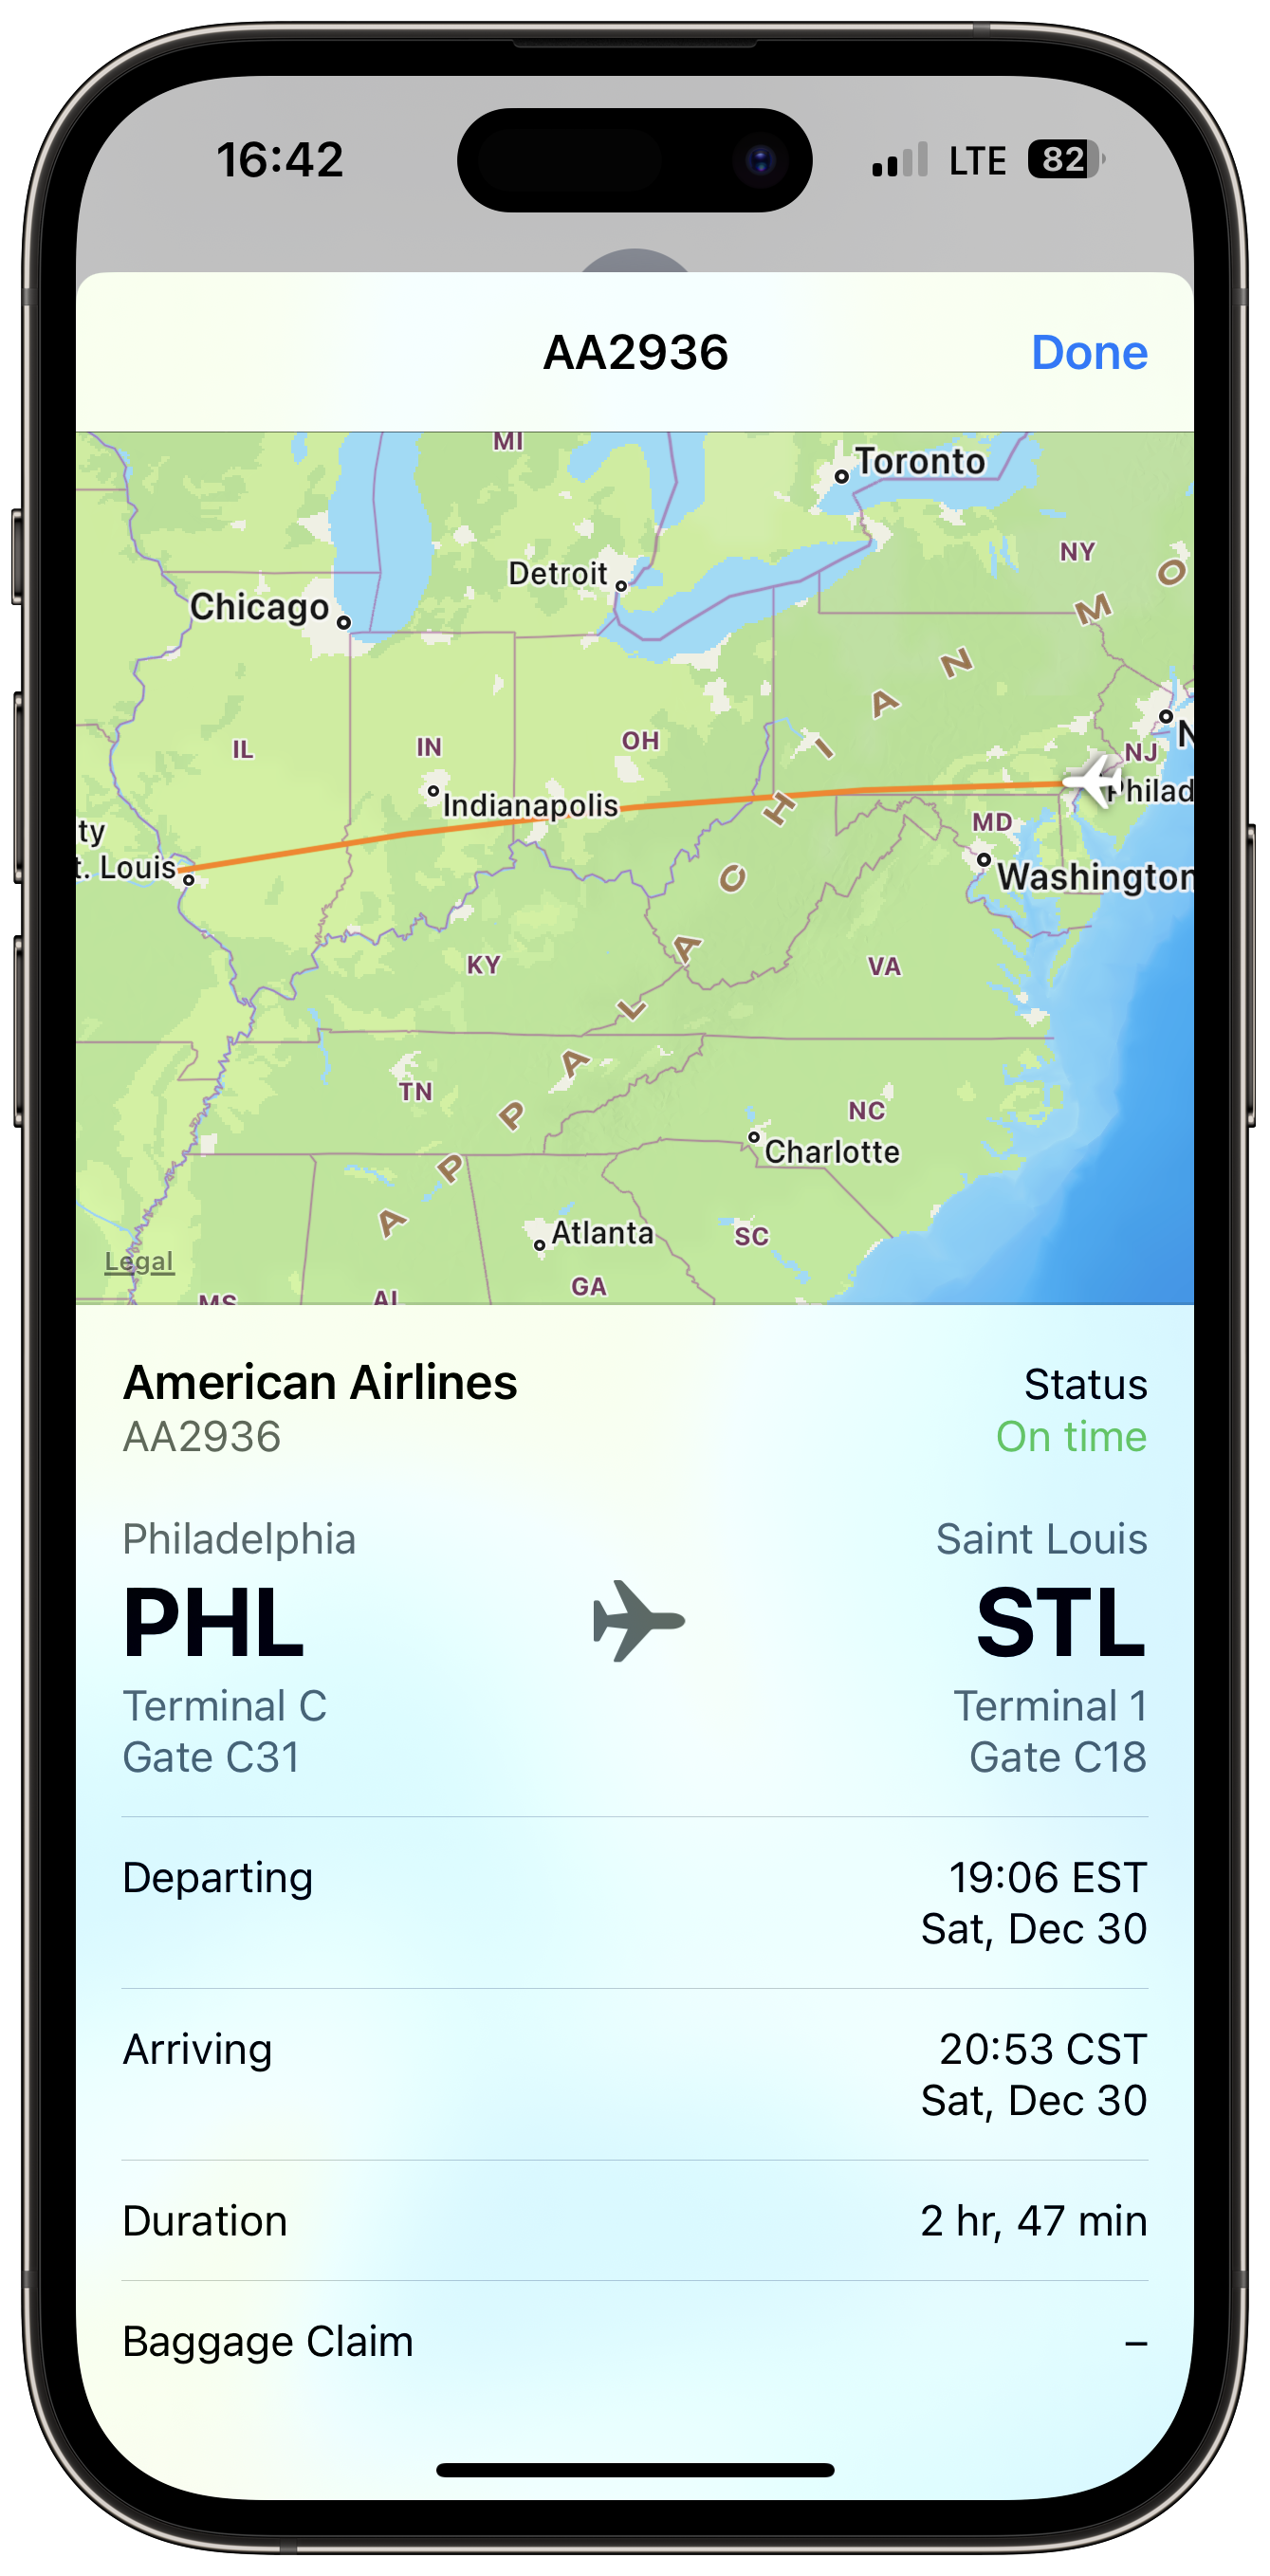 16:42
LTE 82
AA2936
Done
MI
Toronto
NY
Detroit
Chicago
IL
IN
OH
NJ
N
Indianapolis
Philad
MD
ty
t. Louis
Washington
KY
VA
TN
NC
Charlotte
APPALACHIAN MO
Atlanta
SC
Legal
GA
MS
AL
American Airlines
Status
AA2936
On time
Philadelphia
Saint Louis
PHL
STL
Terminal C
Terminal 1
Gate C31
Gate C18
Departing
19:06 EST
Sat, Dec 30
Arriving
20:53 CST
Sat, Dec 30
Duration
2 hr, 47 min
Baggage Claim
–